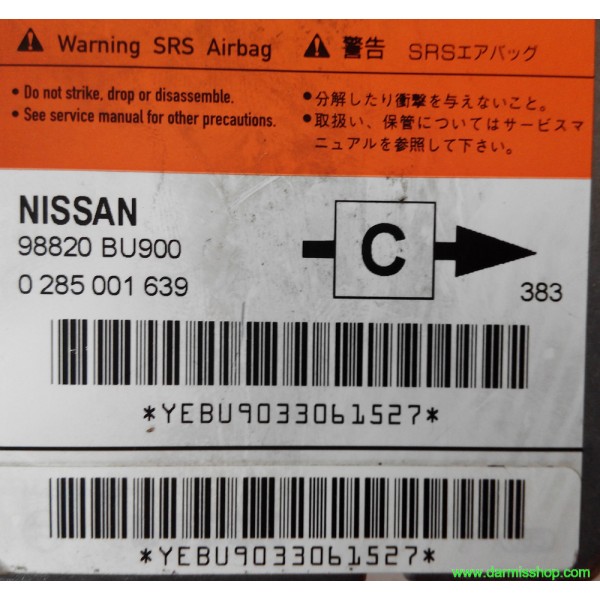 Warning SRS Airbag
警告 SRSエアバッグ
• Do not strike, drop or disassemble.
• See service manual for other precautions.
•分解したり衝撃を与えないこと。
•取扱い、保管についてはサービスマ
ニュアルを参照して下さい。
NISSAN
98820 BU900
0 285 001 639
C
383
*YEBU9033061527*
*YEBU9033061527*
www.darmisshop.com